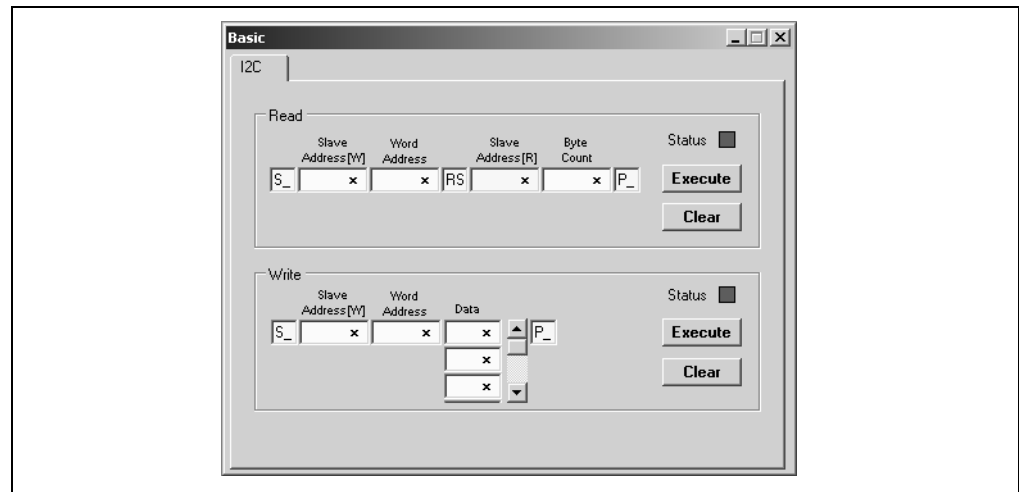 Basic
I2C
Read
Slave Address[W] Word Address Slave Address[R] Byte Count Status
S_ x x RS x x P_ Execute
Clear
Write
Slave Address[W] Word Address Data Status
S_ x x x P_ Execute
x
x Clear